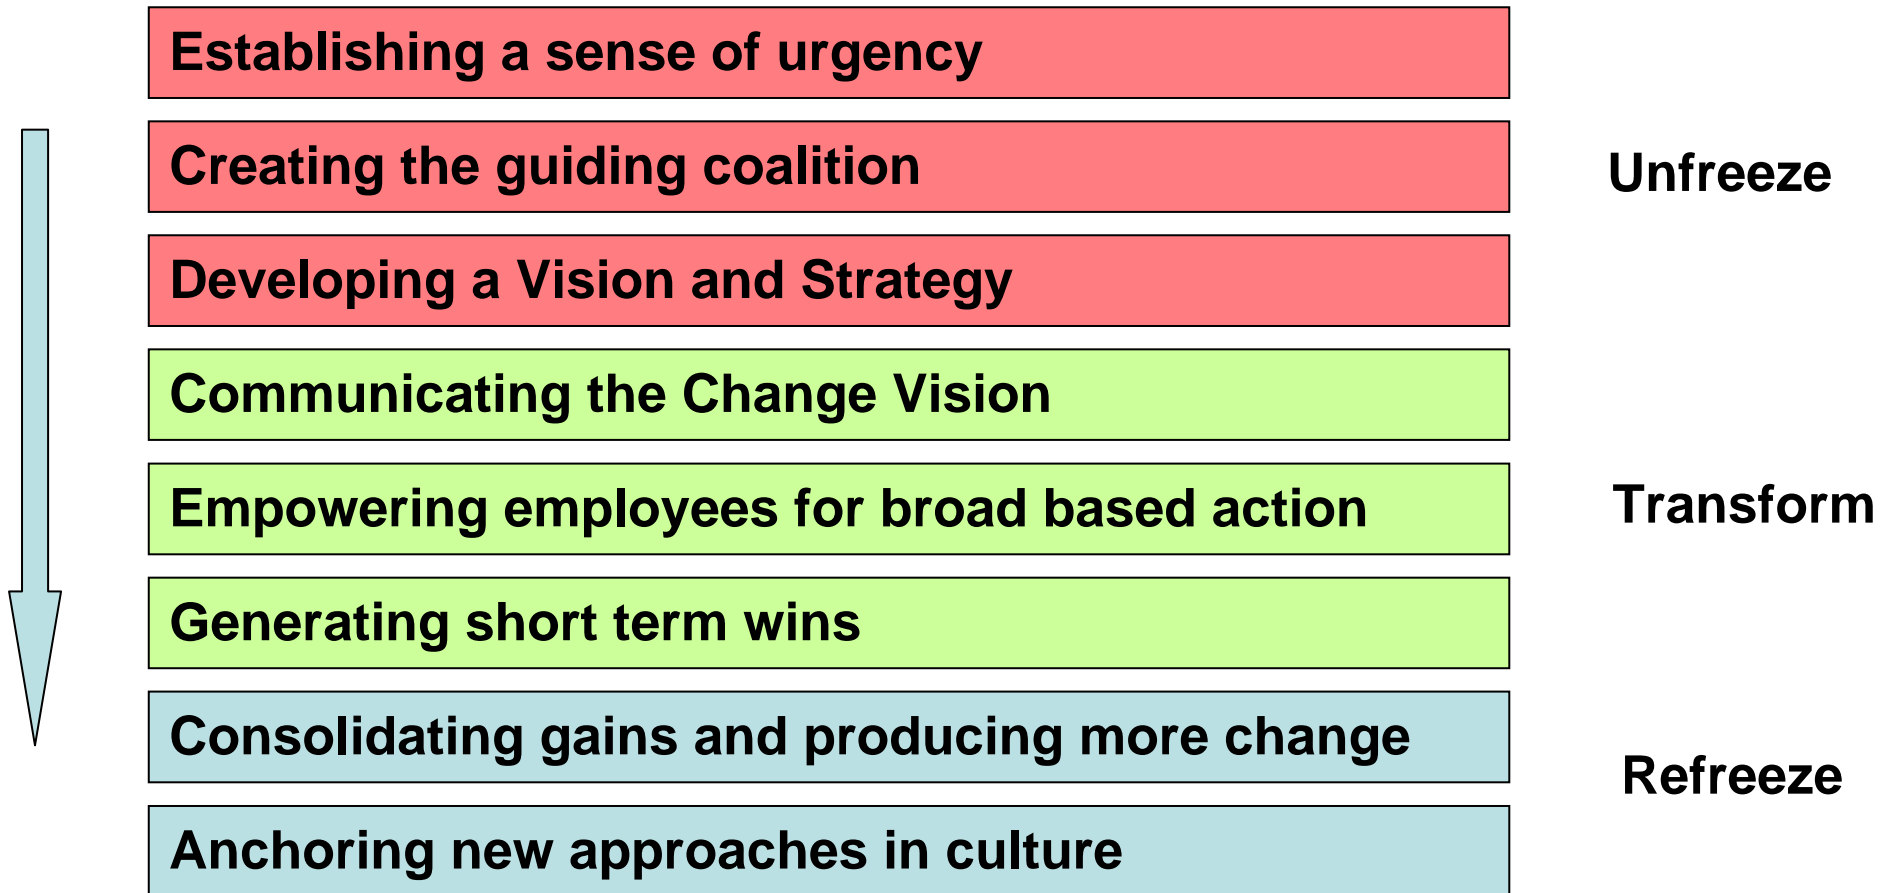 Establishing a sense of urgency
Creating the guiding coalition
Unfreeze
Developing a Vision and Strategy
Communicating the Change Vision
Empowering employees for broad based action
Transform
Generating short term wins
Consolidating gains and producing more change
Refreeze
Anchoring new approaches in culture